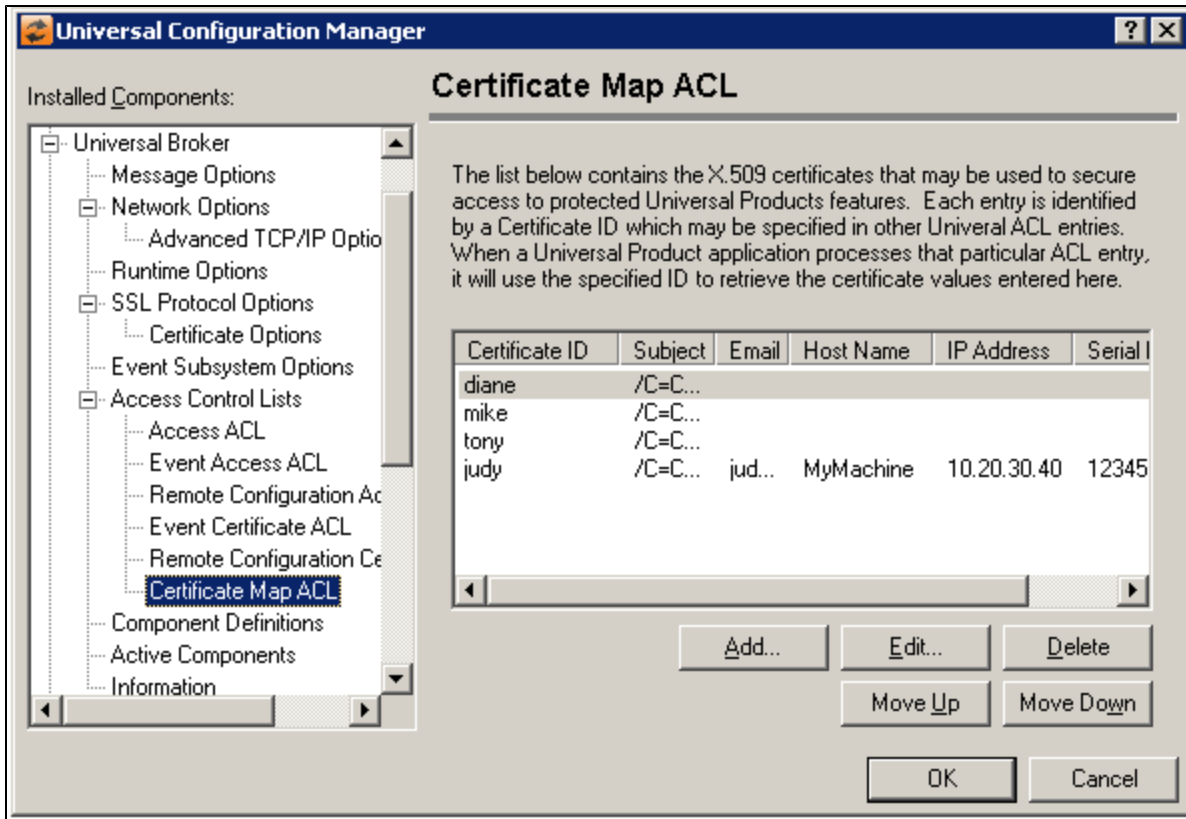 Universal Configuration Manager
Installed Components:
Universal Broker
Message Options
Network Options
Advanced TCP/IP Optio
Runtime Options
SSL Protocol Options
Certificate Options
Event Subsystem Options
Access Control Lists
Access ACL
Event Access ACL
Remote Configuration Ac
Event Certificate ACL
Remote Configuration Ce
Certificate Map ACL
Component Definitions
Active Components
Information
Certificate Map ACL
The list below contains the X.509 certificates that may be used to secure
access to protected Universal Products features. Each entry is identified
by a Certificate ID which may be specified in other Univeral ACL entries.
When a Universal Product application processes that particular ACL entry,
it will use the specified ID to retrieve the certificate values entered here.
Certificate ID Subject Email Host Name IP Address Serial
diane /C=C...
mike /C=C...
tony /C=C...
judy /C=C... jud... MyMachine 10.20.30.40 12345
Add... Edit... Delete
Move Up Move Down
OK Cancel